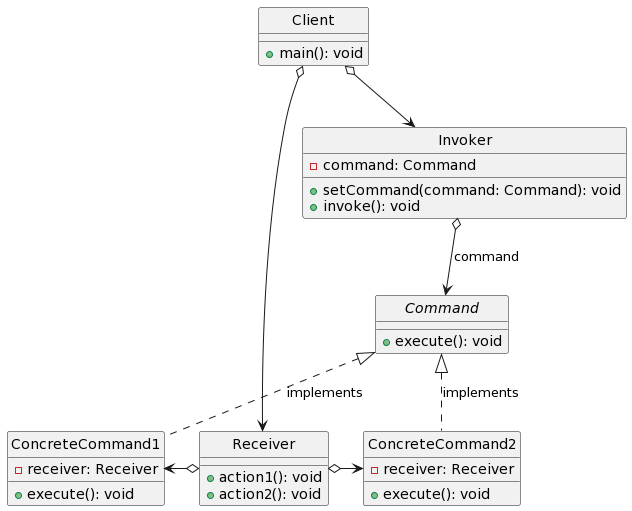 Client
main(): void
Invoker
command: Command
setCommand(command: Command): void
invoke(): void
command
Command
execute(): void
implements
implements
ConcreteCommand1
receiver: Receiver
execute(): void
Receiver
action1(): void
action2(): void
ConcreteCommand2
receiver: Receiver
execute(): void